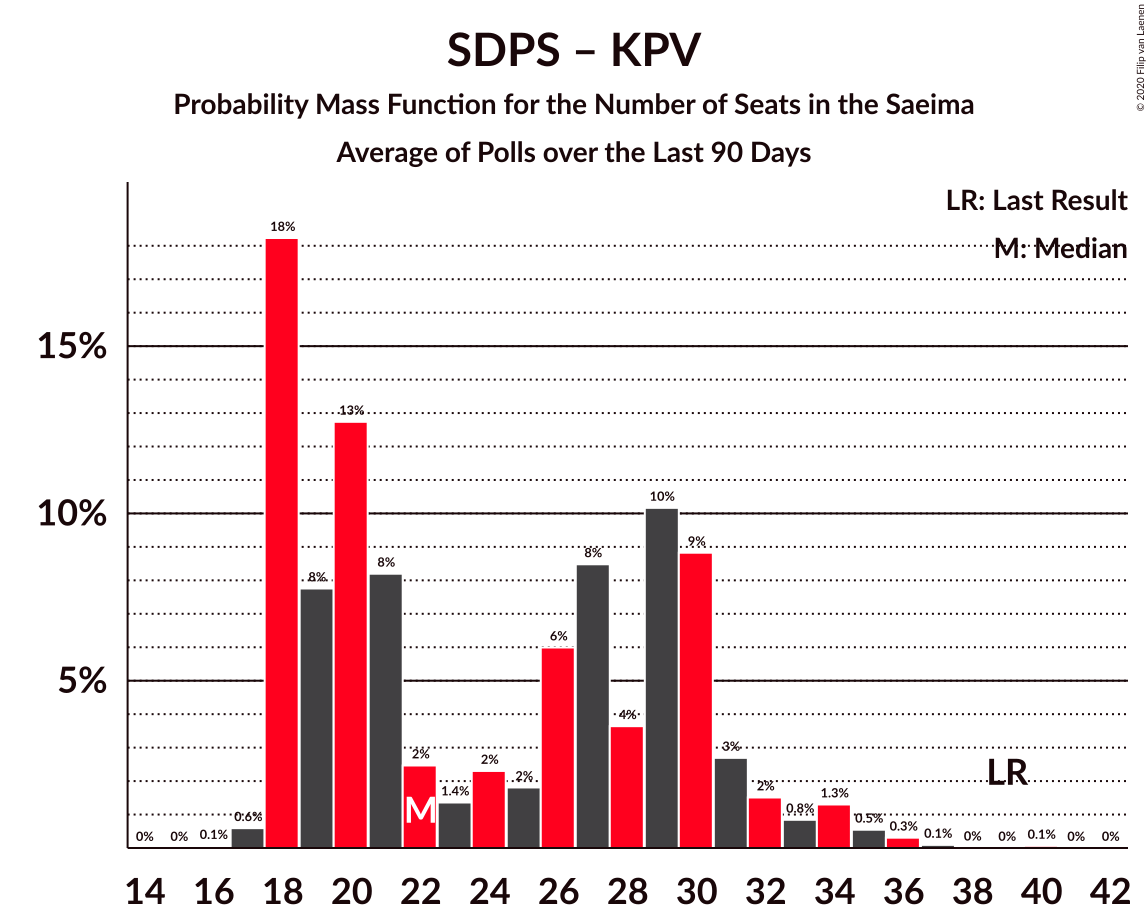 © 2020 Filip van Laenen
SDPS – KPV
Probability Mass Function for the Number of Seats in the Saeima
Average of Polls over the Last 90 Days
LR: Last Result
M: Median
15%
10%
5%
0% 0% 0.1% 0.6% 18% 8% 13% 8% 2% 1.4% 2% 2% 6% 8% 4% 10% 9% 3% 2% 0.8% 1.3% 0.5% 0.3% 0.1% 0% 0% 0.1% 0% 0%
M
LR
14 16 18 20 22 24 26 28 30 32 34 36 38 40 42